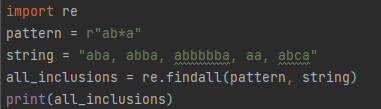 import re
pattern = r"ab*a"
string = "aba, abba, abbbbba, aa, abca"
all_inclusions = re.findall(pattern, string)
print(all_inclusions)